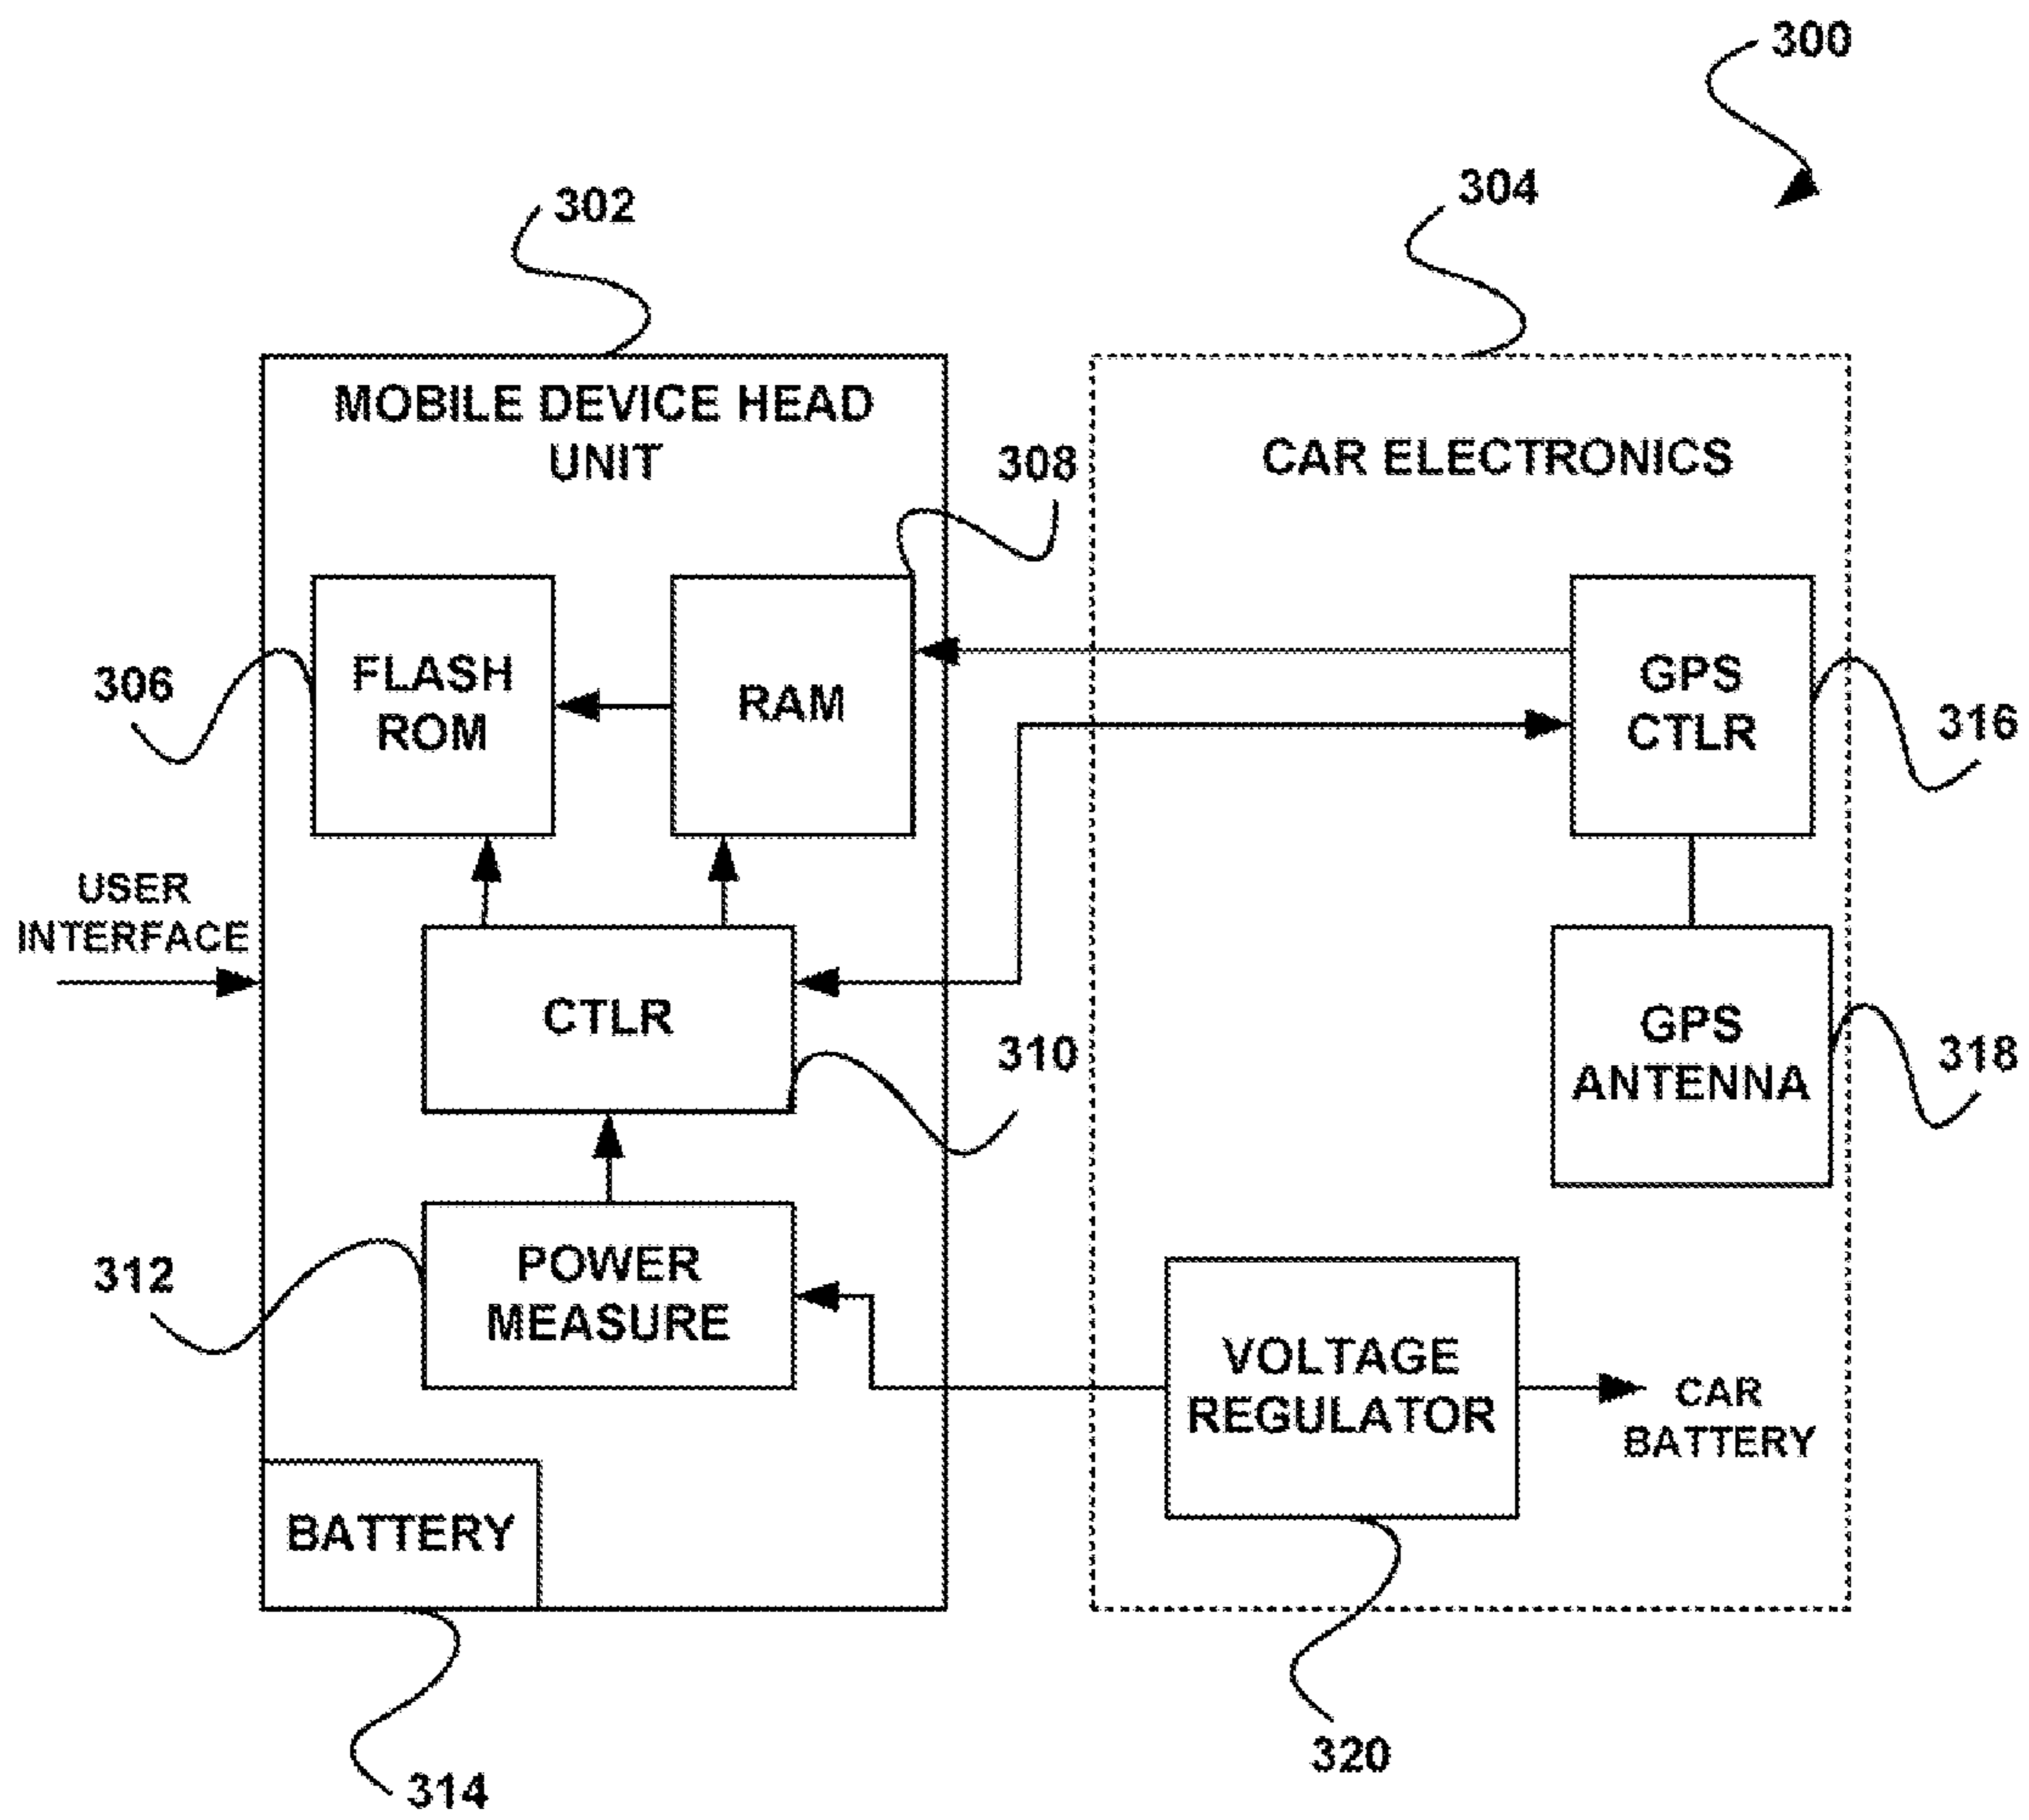 300
304
302
MOBILE DEVICE HEAD
UNIT
308
CAR ELECTRONICS
306
FLASH
ROM
RAM
GPS
CTLR
316
USER
INTERFACE
CTLR
310
GPS
ANTENNA
318
312
POWER
MEASURE
VOLTAGE
REGULATOR
CAR
BATTERY
BATTERY
320
314